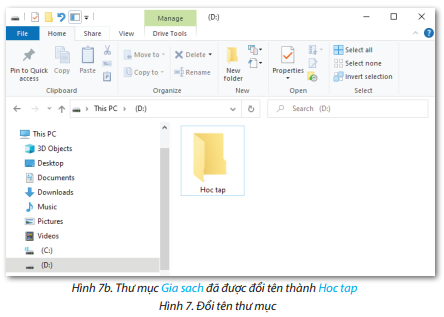 Manage
(D:)
File
Home
Share
View
Drive Tools
Pin to Quick access
Copy
Paste
Clipboard
Move to
Copy to
Delete
Rename
Organize
New folder
New
Properties
Open
Select all
Select none
Invert selection
Select
This PC
(D:)
Search (D:)
This PC
3D Objects
Desktop
Documents
Downloads
Music
Pictures
Videos
(C:)
(D:)
Hoc tap
Hình 7b. Thư mục Gia sach đã được đổi tên thành Hoc tap
Hình 7. Đổi tên thư mục